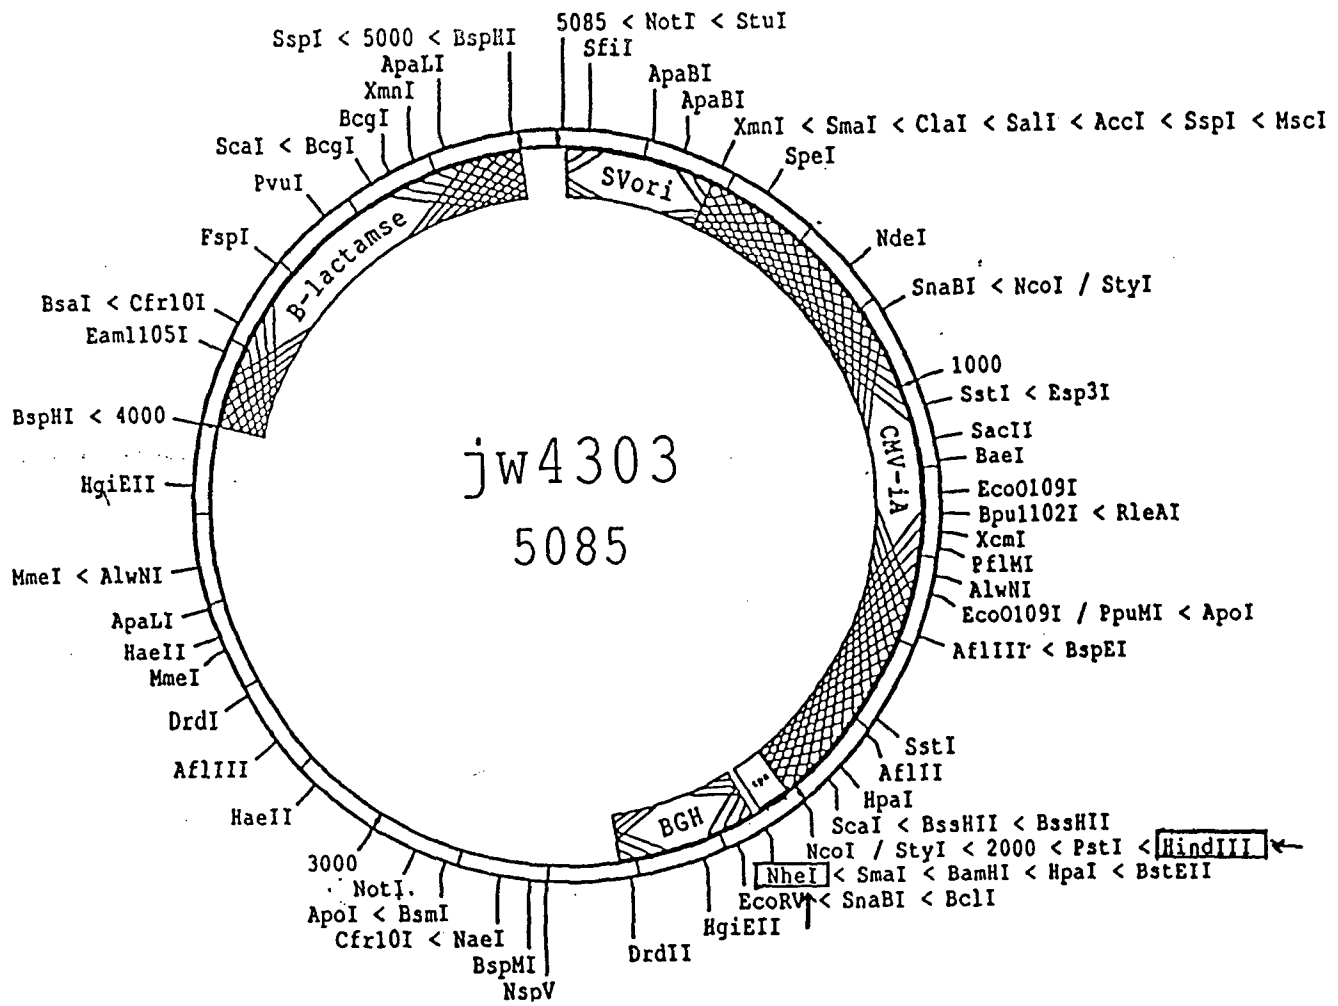 5085 < NotI < StuI
SspI < 5000 < BspHI
SfiI
ApaLI
ApaBI
XmnI
ApaBI
BcgI
XmnI < SmaI < ClaI < SalI < AccI < SspI < MscI
ScaI < BcgI
SpeI
PvuI
SVori
B-lactamse
FspI
NdeI
SnaBI < NcoI / StyI
BsaI < Cfr10I
Eam1105I
1000
SstI < Esp3I
BspHI < 4000
SacII
CMV-iA
BaeI
jw4303
HgiEII
Eco0109I
Bpu1102I < RleAI
XcmI
5085
PflMI
MmeI < AlwNI
AlwNI
Eco0109I / PpuMI < ApoI
ApaLI
HaeII
AflIII < BspEI
MmeI
DrdI
SstI
AflIII
AflII
tpa
HpaI
HaeII
BGH
ScaI < BssHII < BssHII
NcoI / StyI < 2000 < PstI < HindIII
3000
NheI < SmaI < BamHI < HpaI < BstEII
NotI.
EcoRV < SnaBI < BclI
ApoI < BsmI
HgiEII
Cfr10I < NaeI
DrdII
BspMI
NspV